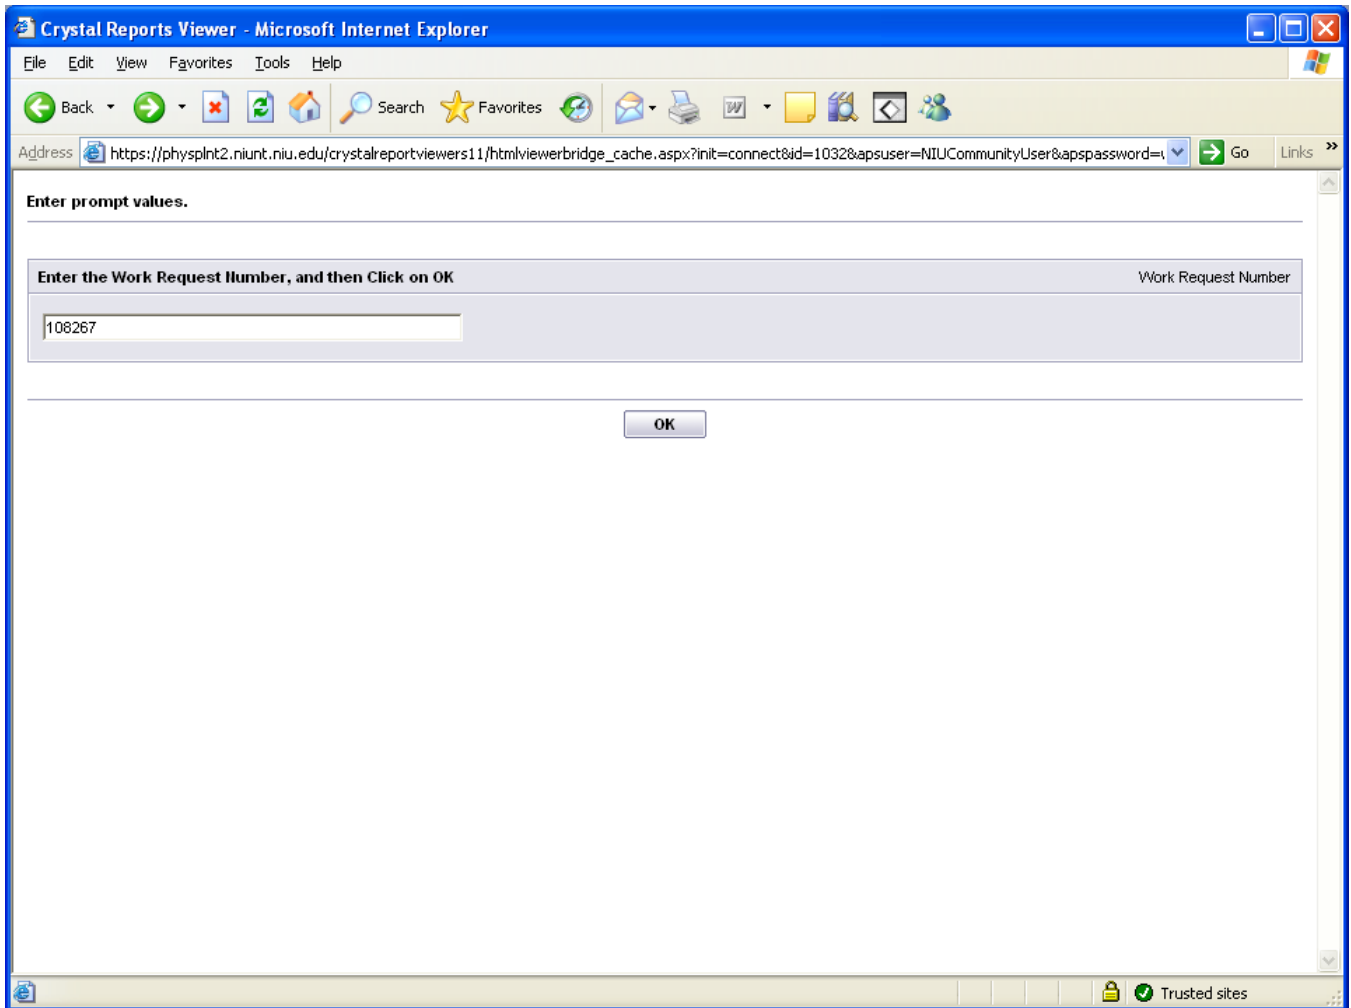 Crystal Reports Viewer - Microsoft Internet Explorer
File Edit View Favorites Tools Help
Back Search Favorites
Address https://physplnt2.niunt.niu.edu/crystalreportviewers11/htmlviewerbridge_cache.aspx?init=connect&id=1032&apsuser=NIUCommunityUser&apspassword= Go Links »
Enter prompt values.
Enter the Work Request Number, and then Click on OK Work Request Number
108267
OK
Trusted sites